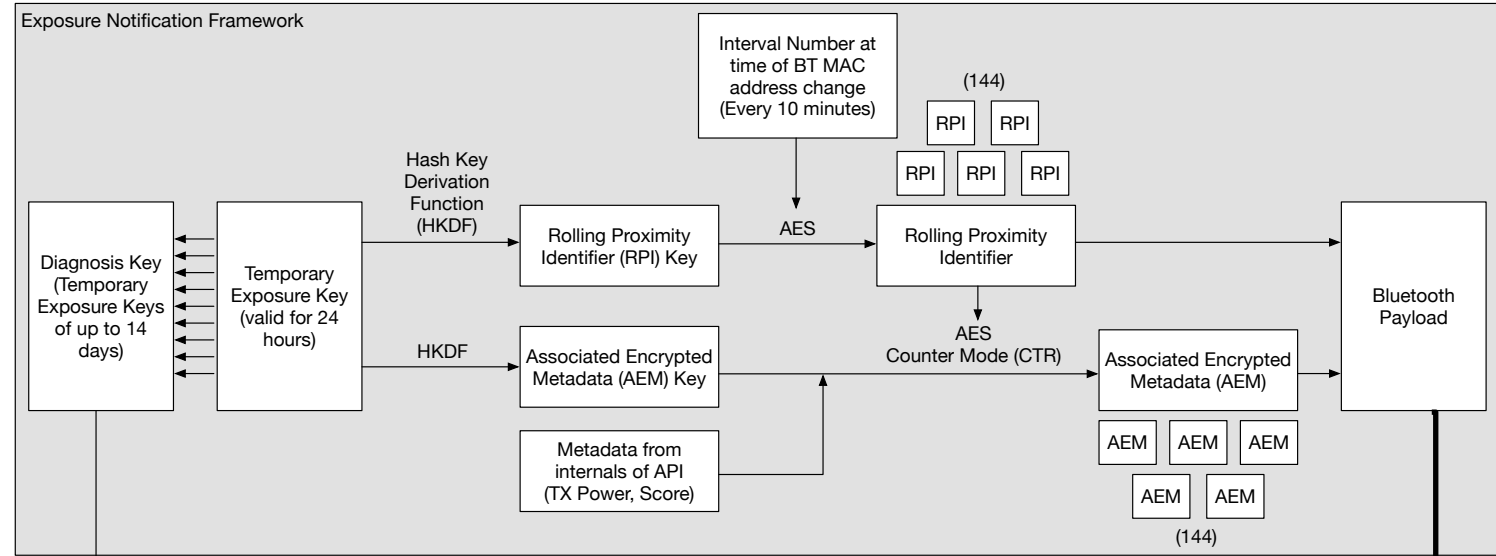 Exposure Notification Framework
Interval Number at
time of BT MAC
address change
(Every 10 minutes)
(144)
RPI
RPI
RPI
RPI
RPI
Hash Key
Derivation
Function
(HKDF)
Diagnosis Key
(Temporary
Exposure Keys
of up to 14
days)
Temporary
Exposure Key
(valid for 24
hours)
Rolling Proximity
Identifier (RPI) Key
AES
Rolling Proximity
Identifier
Bluetooth
Payload
HKDF
Associated Encrypted
Metadata (AEM) Key
AES
Counter Mode (CTR)
Associated Encrypted
Metadata (AEM)
Metadata from
internals of API
(TX Power, Score)
AEM
AEM
AEM
AEM
AEM
(144)